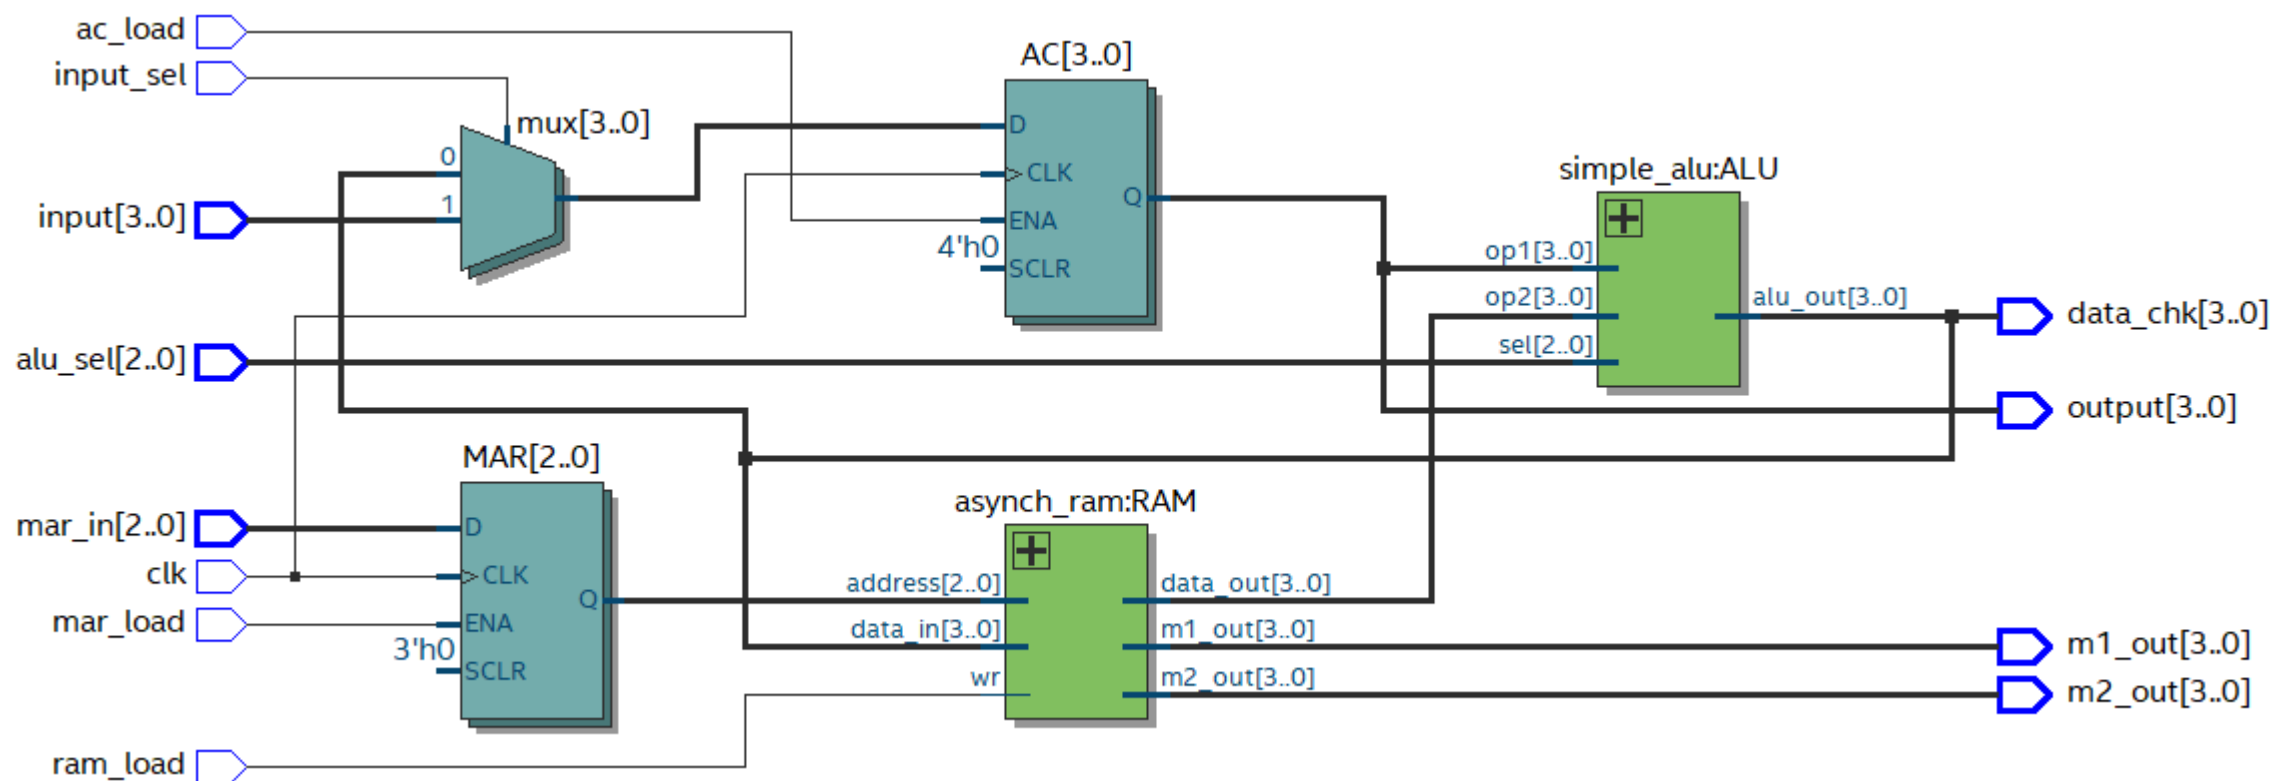 ac_load
input_sel
mux[3..0]
0
1
input[3..0]
AC[3..0]
D
CLK
ENA
4'h0
SCLR
Q
simple_alu:ALU
op1[3..0]
op2[3..0]
sel[2..0]
alu_out[3..0]
data_chk[3..0]
output[3..0]
alu_sel[2..0]
MAR[2..0]
mar_in[2..0]
clk
mar_load
D
CLK
ENA
3'h0
SCLR
Q
asynch_ram:RAM
address[2..0]
data_in[3..0]
wr
data_out[3..0]
m1_out[3..0]
m2_out[3..0]
m1_out[3..0]
m2_out[3..0]
ram_load